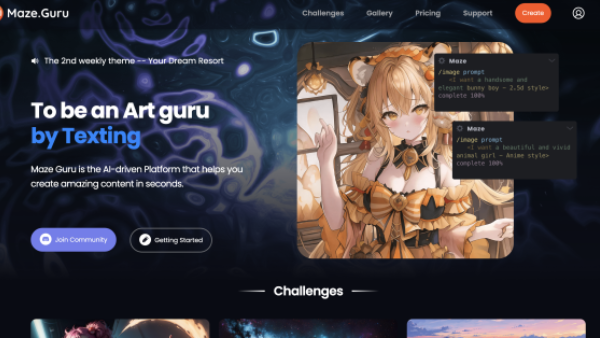 Maze.Guru
Challenges
Gallery
Pricing
Support
Create
The 2nd weekly theme -- Your Dream Resort
To be an Art guru
by Texting
Maze Guru is the AI-driven Platform that helps you
create amazing content in seconds.
Join Community
Getting Started
Maze
/image prompt
<I want a handsome and
elegant bunny boy — 2.5d style>
complete 100%
Maze
/image prompt
<I want a beautiful and vivid
animal girl — Anime style>
complete 100%
Challenges